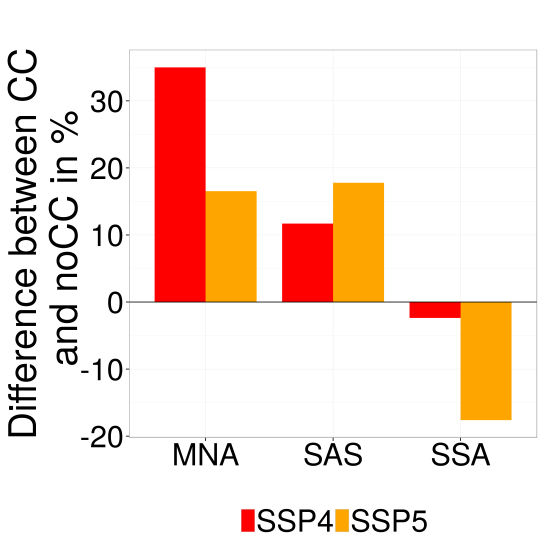 Difference between CC
and noCC in %
30
20
10
0
-10
-20
MNA SAS SSA
SSP4 SSP5